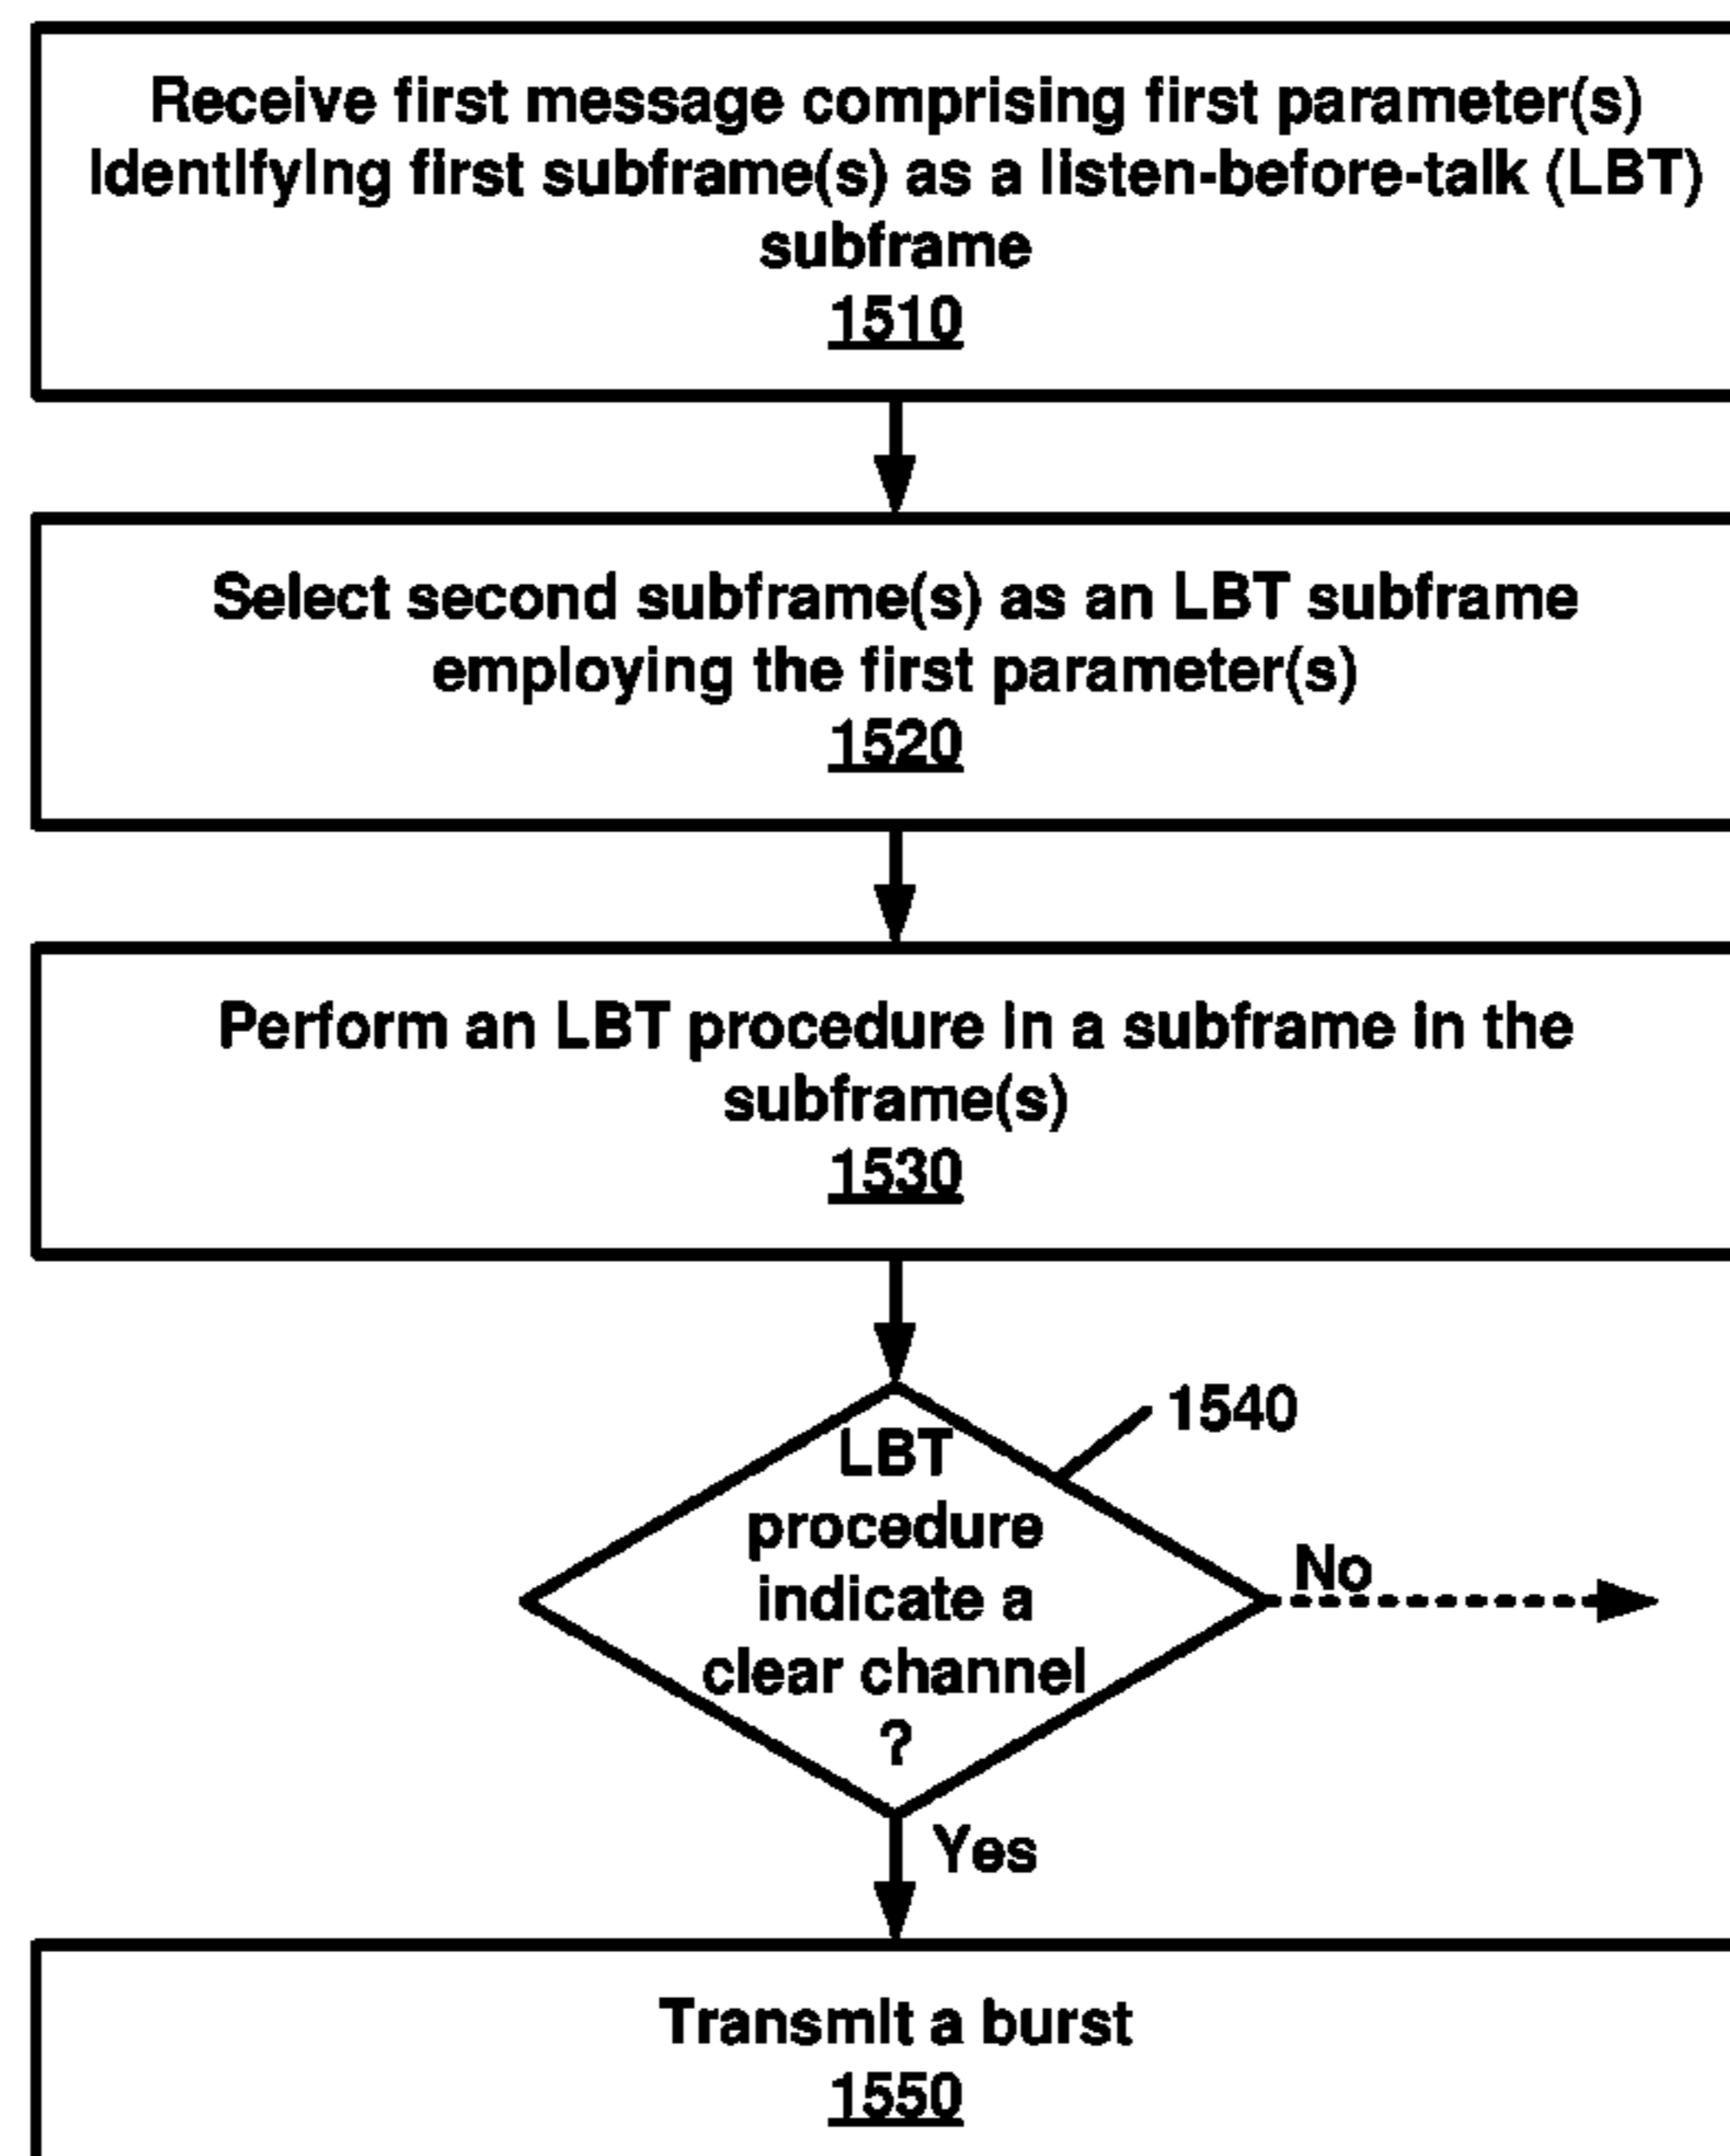 Receive first message comprising first parameter(s)
identifying first subframe(s) as a listen-before-talk (LBT)
subframe
1510
Select second subframe(s) as an LBT subframe
employing the first parameter(s)
1520
Perform an LBT procedure in a subframe in the
subframe(s)
1530
1540
LBT
procedure
indicate a
clear channel
?
No
Yes
Transmit a burst
1550